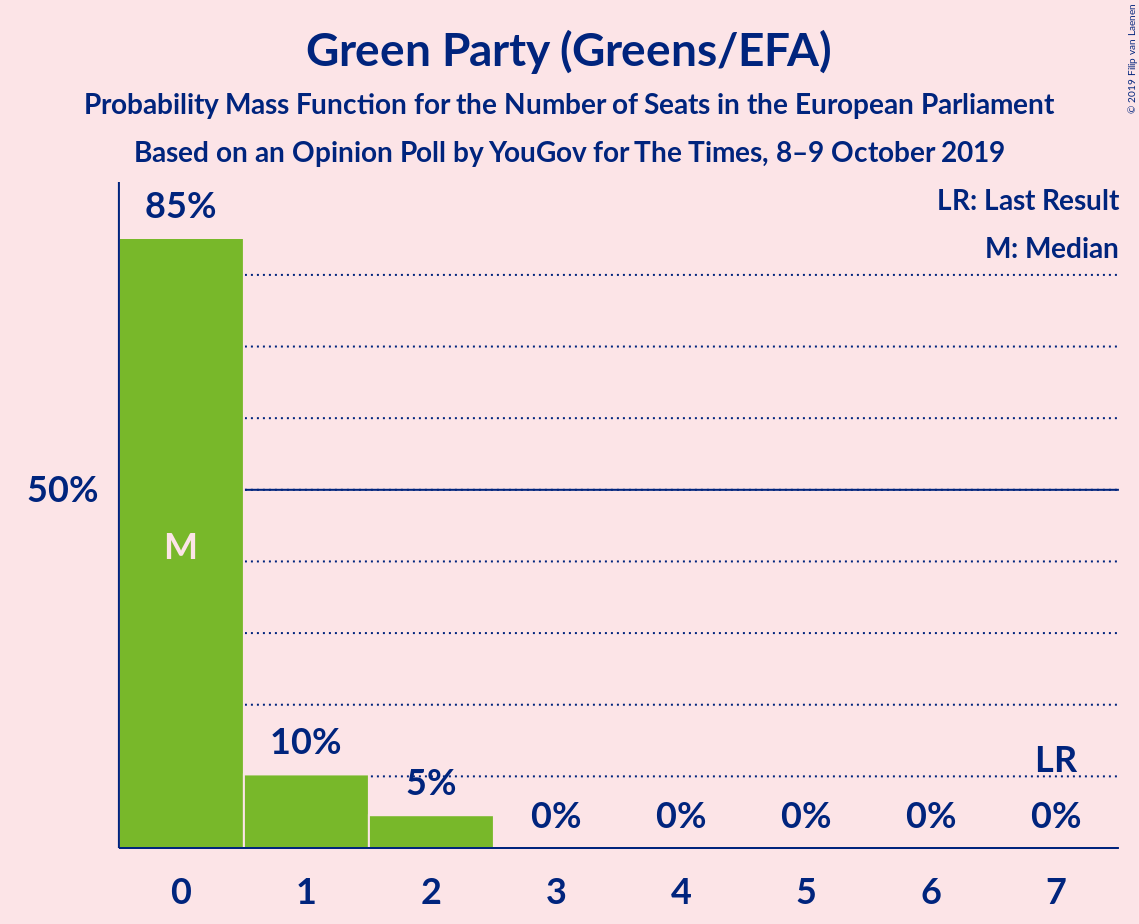 Green Party (Greens/EFA)
Probability Mass Function for the Number of Seats in the European Parliament
Based on an Opinion Poll by YouGov for The Times, 8–9 October 2019
© 2019 Filip van Laenen
LR: Last Result
M: Median
85%
50%
M
10%
5%
LR
0%
0%
0%
0%
0%
0 1 2 3 4 5 6 7